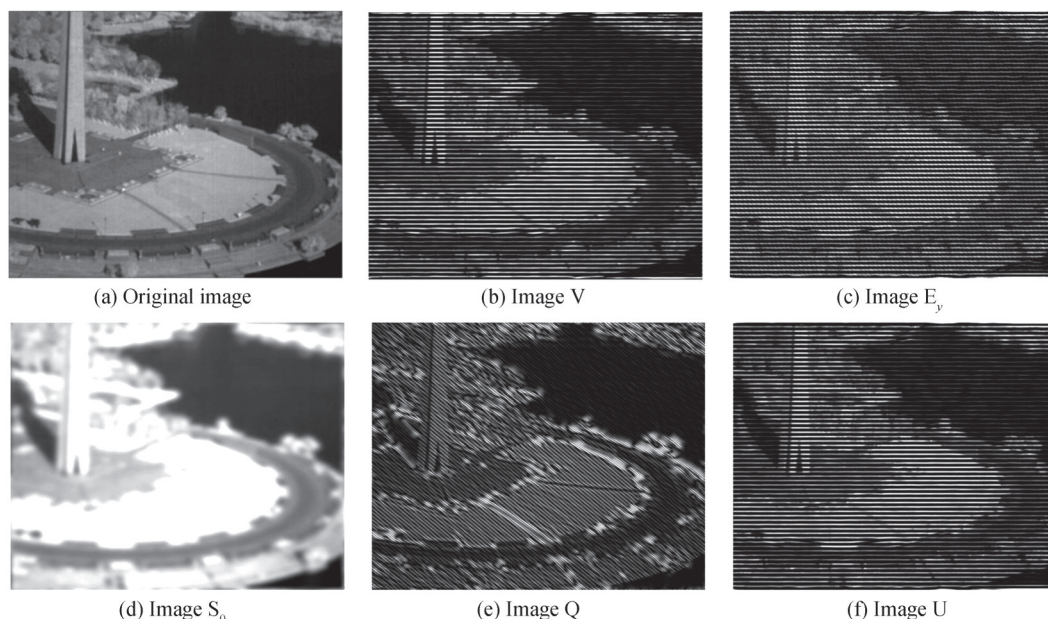 (a) Original image
(b) Image V
(c) Image E_y
(d) Image S_0
(e) Image Q
(f) Image U